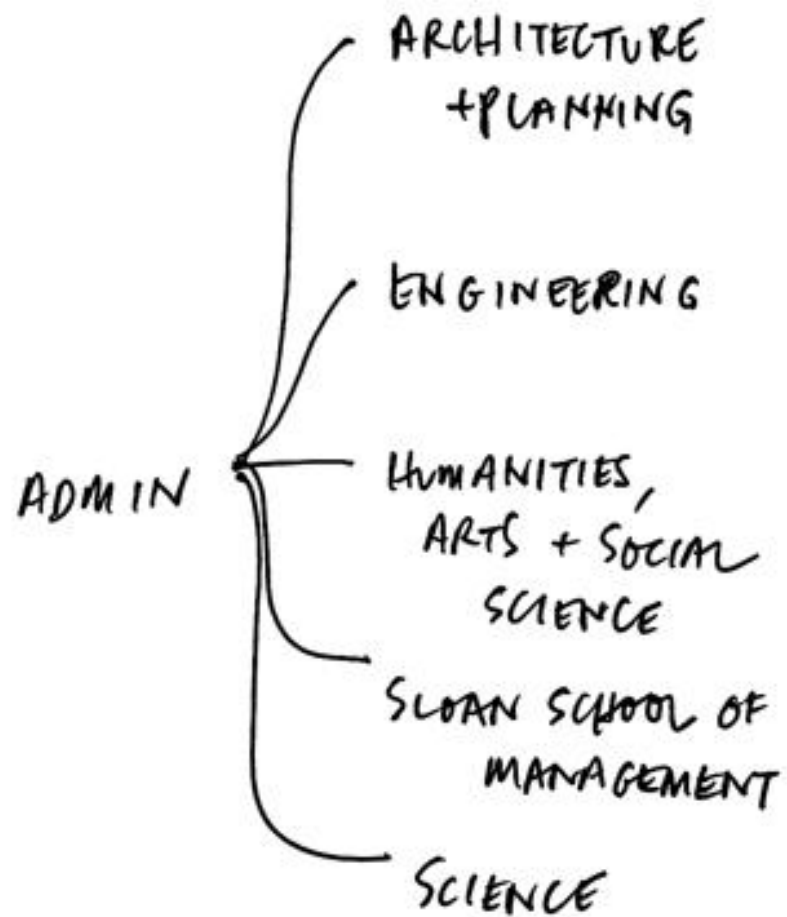 ARCHITECTURE
+PLANNING
ENGINEERING
ADMIN
HUMANITIES,
ARTS + SOCIAL
SCIENCE
SLOAN SCHOOL OF
MANAGEMENT
SCIENCE